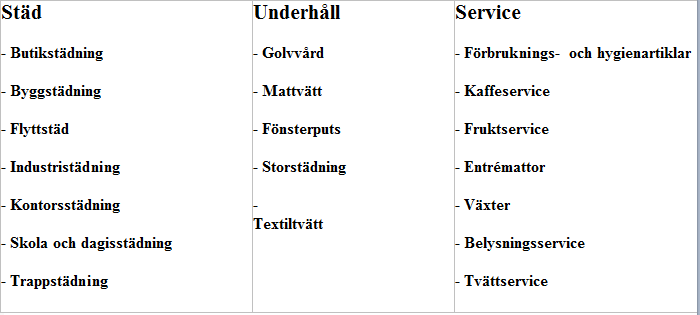 Städ
- Butikstädning
- Byggstädning
- Flyttstäd
- Industristädning
- Kontorsstädning
- Skola och dagisstädning
- Trappstädning
Underhåll
- Golvvård
- Mattvätt
- Fönsterputs
- Storstädning
-
Textiltvätt
Service
- Förbruknings- och hygienartiklar
- Kaffeservice
- Fruktservice
- Entrémattor
- Växter
- Belysningsservice
- Tvättservice